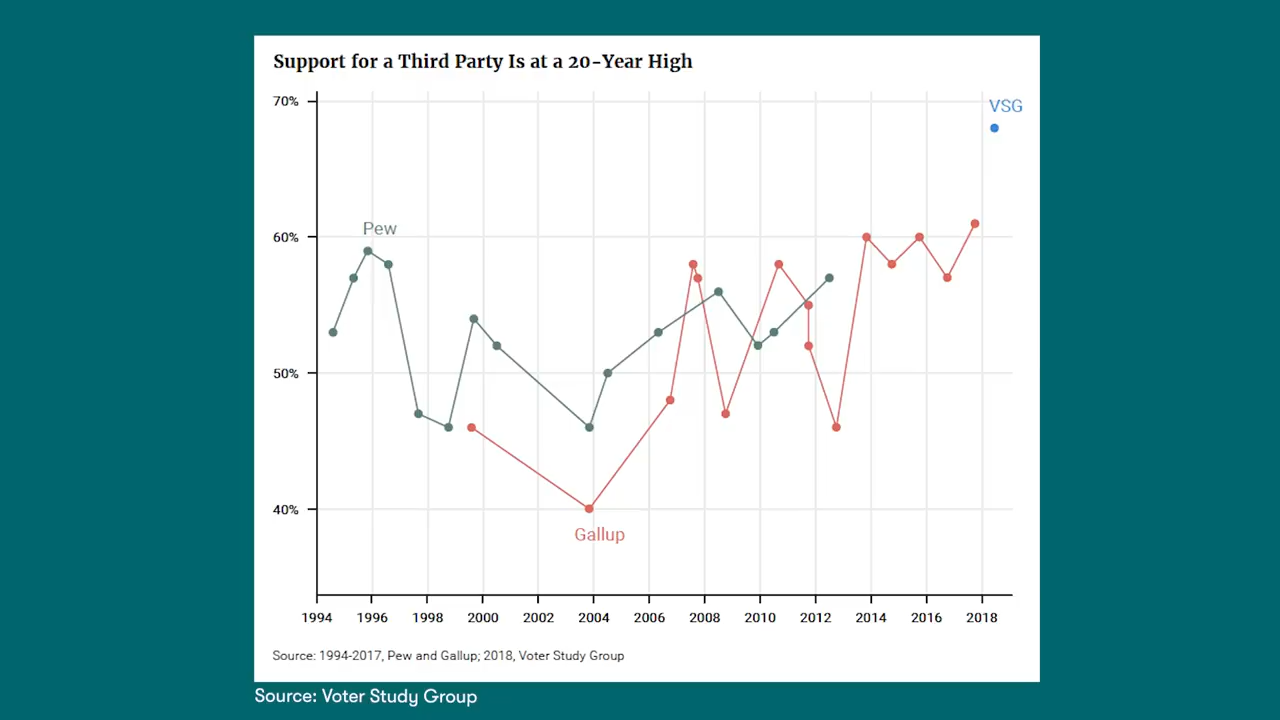 Support for a Third Party Is at a 20-Year High
70%
VSG
Pew
60%
50%
40%
Gallup
1994 1996 1998 2000 2002 2004 2006 2008 2010 2012 2014 2016 2018
Source: 1994-2017, Pew and Gallup; 2018, Voter Study Group
Source: Voter Study Group